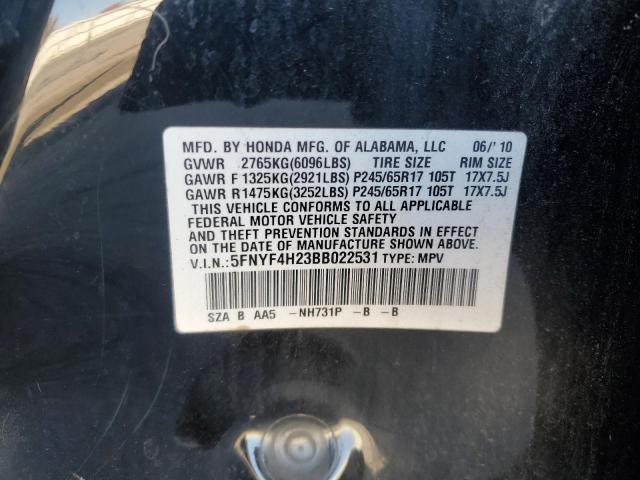 MFD. BY HONDA MFG. OF ALABAMA, LLC 06/'10
GVWR 2765KG(6096LBS) TIRE SIZE RIM SIZE
GAWR F 1325KG(2921LBS) P245/65R17 105T 17X7.5J
GAWR R1475KG(3252LBS) P245/65R17 105T 17X7.5J
THIS VEHICLE CONFORMS TO ALL APPLICABLE
FEDERAL MOTOR VEHICLE SAFETY
AND THEFT PREVENTION STANDARDS IN EFFECT
ON THE DATE OF MANUFACTURE SHOWN ABOVE.
V.I.N.: 5FNYF4H23BB022531 TYPE: MPV
SZA B AA5 -NH731P -B -B